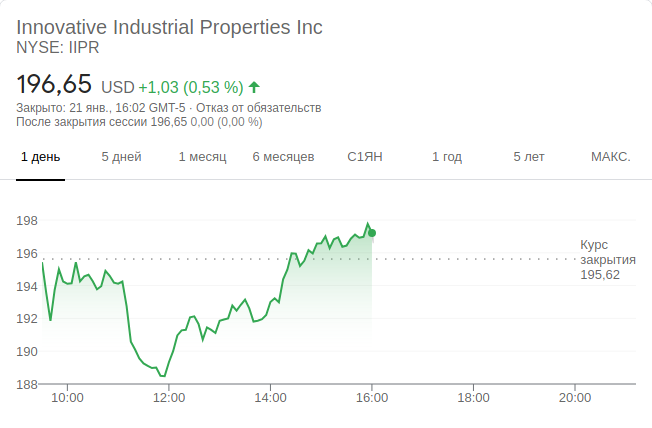 Innovative Industrial Properties Inc
NYSE: IIPR
196,65 USD +1,03 (0,53 %)
Закрыто: 21 янв., 16:02 GMT-5 · Отказ от обязательств
После закрытия сессии 196,65 0,00 (0,00 %)
1 день 5 дней 1 месяц 6 месяцев С1ЯН 1 год 5 лет МАКС.
198
196
194
192
190
188
Курс
закрытия
195,62
10:00 12:00 14:00 16:00 18:00 20:00